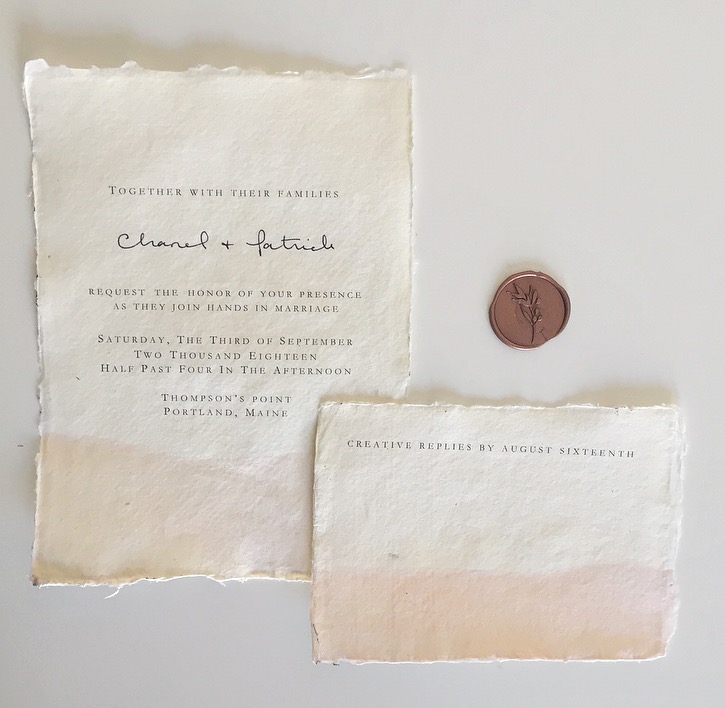 Together with their families
Chanel + Patrick
request the honor of your presence
as they join hands in marriage
Saturday, The Third of September
Two Thousand Eighteen
Half Past Four In The Afternoon
Thompson's point
Portland, Maine
creative replies by august sixteenth